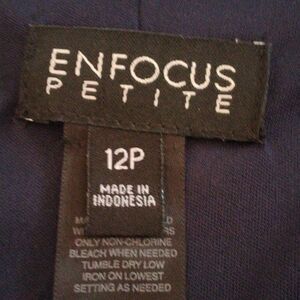 ENFOCUS
PETITE
12P
MADE IN
INDONESIA
ONLY NON-CHLORINE
BLEACH WHEN NEEDED
TUMBLE DRY LOW
IRON ON LOWEST
SETTING AS NEEDED